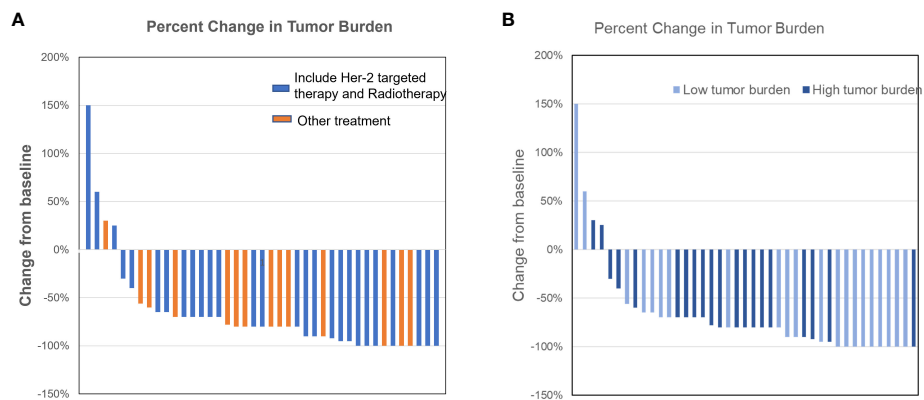 A
Percent Change in Tumor Burden
200%
150%
100%
50%
0%
-50%
-100%
-150%
Change from baseline
Include Her-2 targeted
therapy and Radiotherapy
Other treatment
B
Percent Change in Tumor Burden
200%
150%
100%
50%
0%
-50%
-100%
-150%
Change from baseline
Low tumor burden
High tumor burden